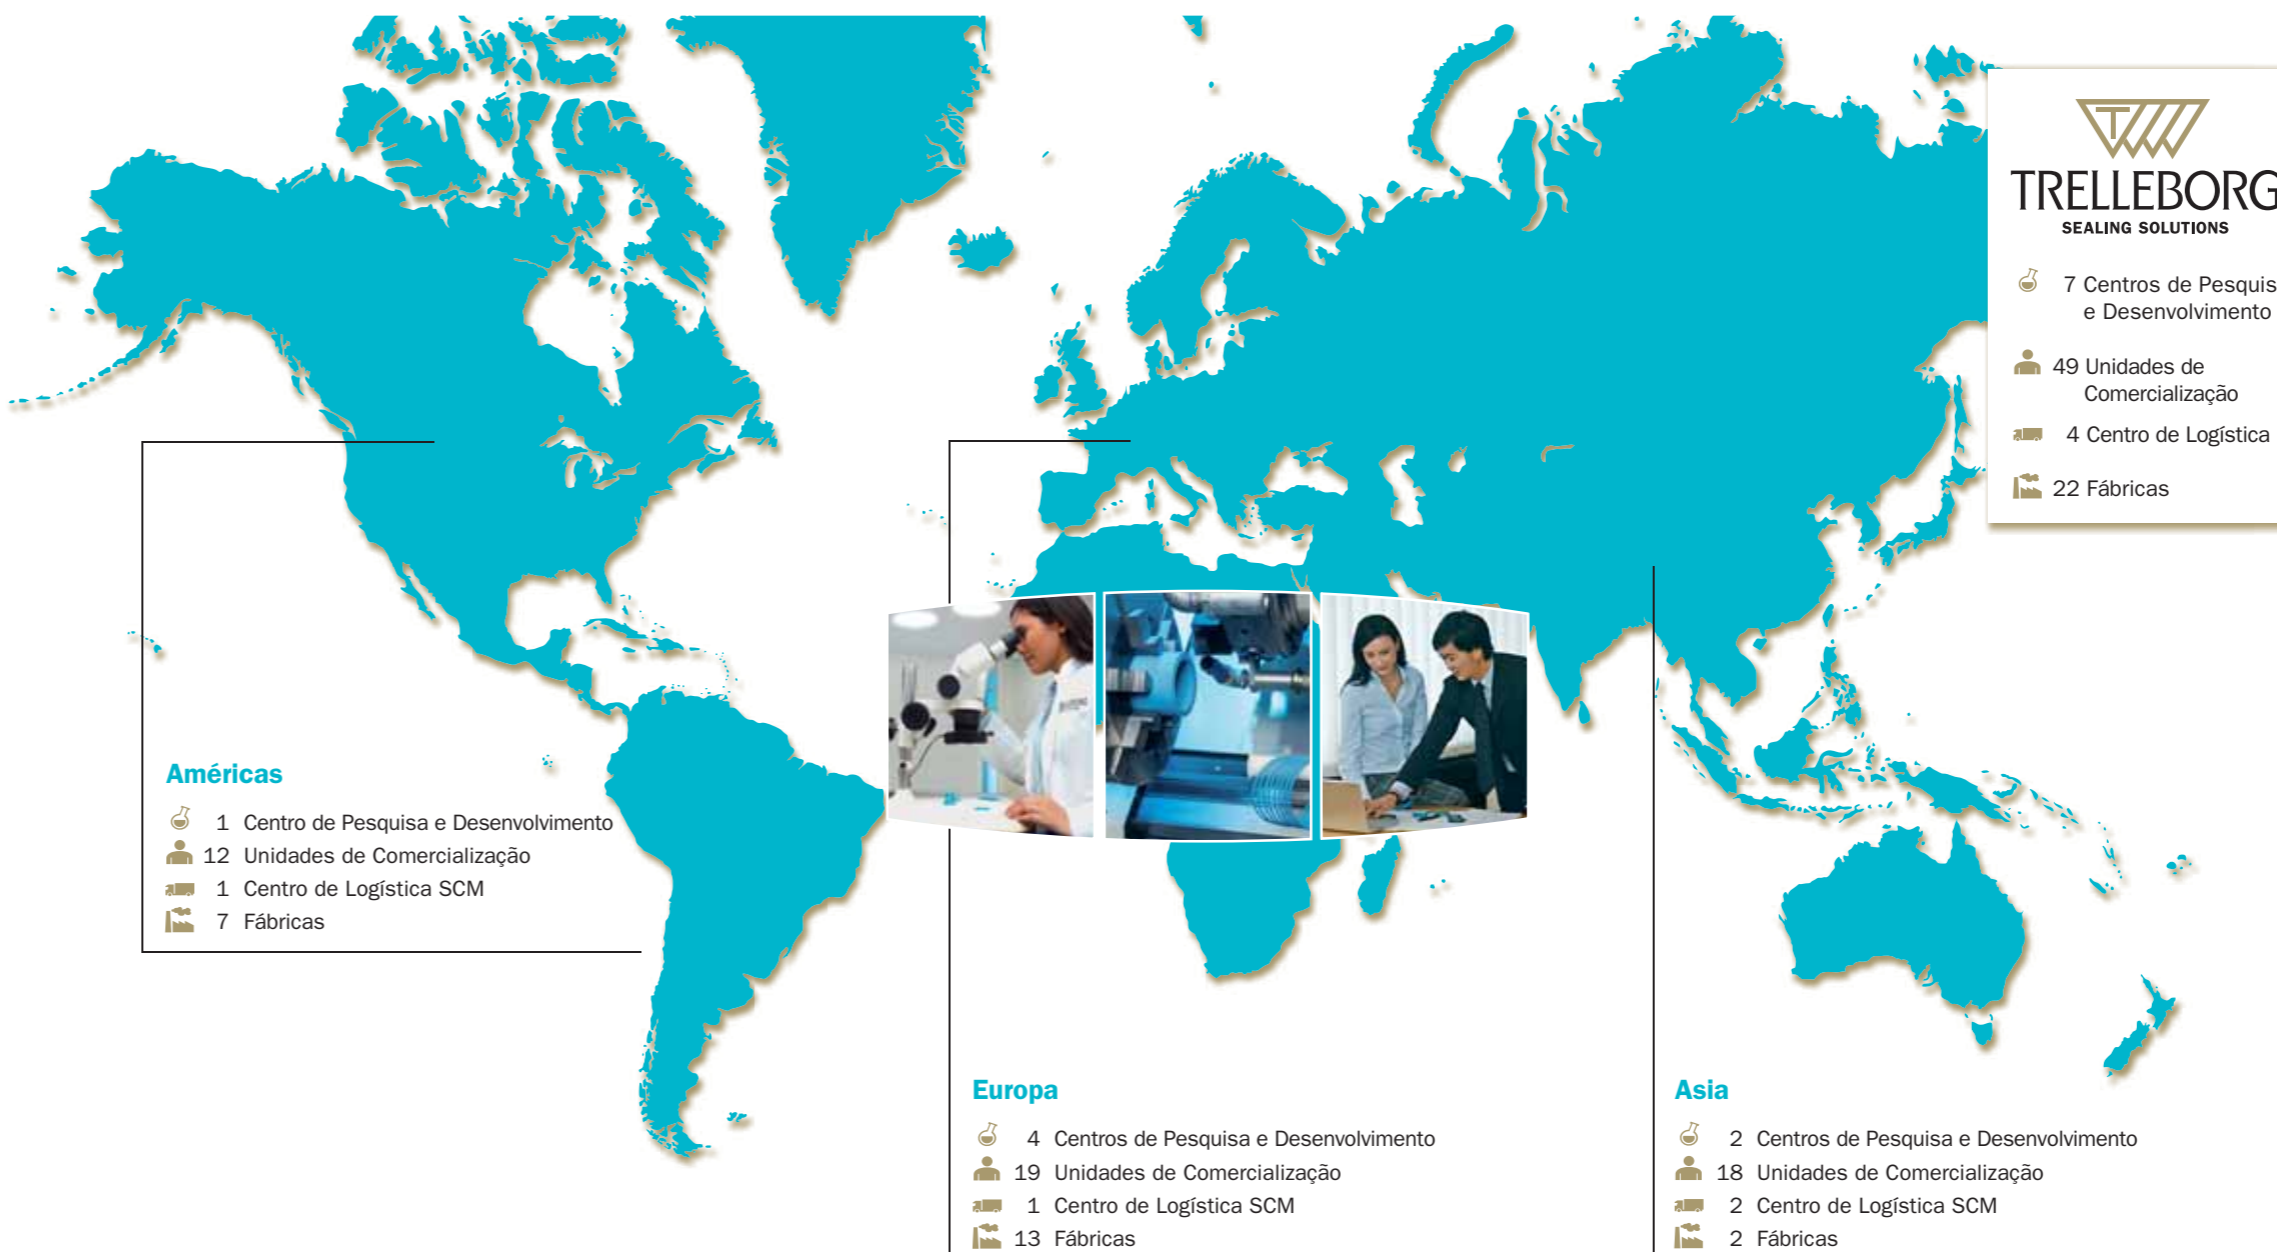 TRELLEBORG
SEALING SOLUTIONS
7 Centros de Pesquis
e Desenvolvimento
49 Unidades de
Comercialização
4 Centro de Logística
22 Fábricas
Américas
1 Centro de Pesquisa e Desenvolvimento
12 Unidades de Comercialização
1 Centro de Logística SCM
7 Fábricas
Europa
4 Centros de Pesquisa e Desenvolvimento
19 Unidades de Comercialização
1 Centro de Logística SCM
13 Fábricas
Asia
2 Centros de Pesquisa e Desenvolvimento
18 Unidades de Comercialização
2 Centro de Logística SCM
2 Fábricas